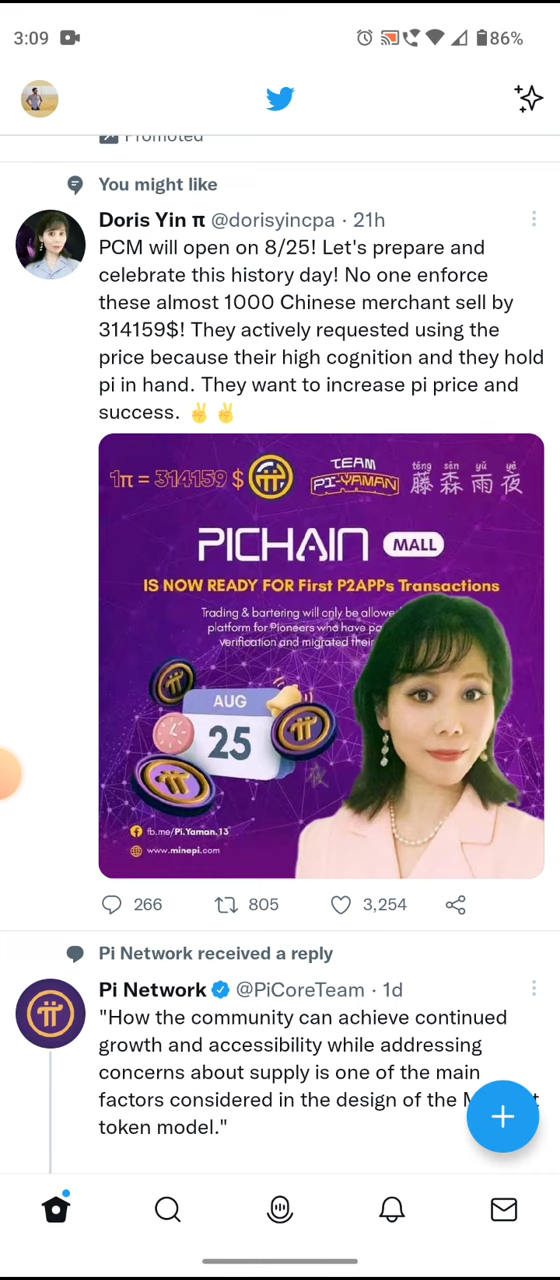 3:09
86%
Promoted
You might like
Doris Yin π @dorisyincpa · 21h
PCM will open on 8/25! Let's prepare and
celebrate this history day! No one enforce
these almost 1000 Chinese merchant sell by
314159$! They actively requested using the
price because their high cognition and they hold
pi in hand. They want to increase pi price and
success. ✌️ ✌️
1π = 314159 $
TEAM
PI-YAMAN
téng sēn yǔ yè
藤 森 雨 夜
PICHAIN MALL
IS NOW READY FOR First P2APPs Transactions
Trading & bartering will only be allowe
platform for Pioneers who have pa
verification and migrated their
AUG
25
夜
fb.me/Pi.Yaman.13
www.minepi.com
266 805 3,254
Pi Network received a reply
Pi Network @PiCoreTeam · 1d
"How the community can achieve continued
growth and accessibility while addressing
concerns about supply is one of the main
factors considered in the design of the
token model."